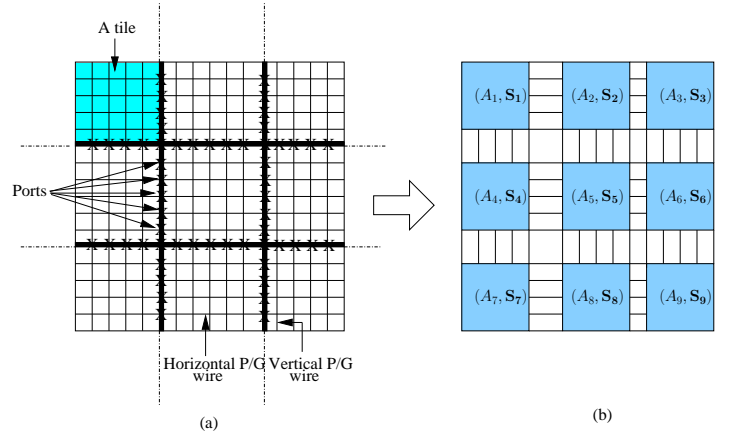 A tile
Ports
Horizontal P/G
wire
Vertical P/G
wire
(a)
(A₁, S₁)
(A₂, S₂)
(A₃, S₃)
(A₄, S₄)
(A₅, S₅)
(A₆, S₆)
(A₇, S₇)
(A₈, S₈)
(A₉, S₉)
(b)